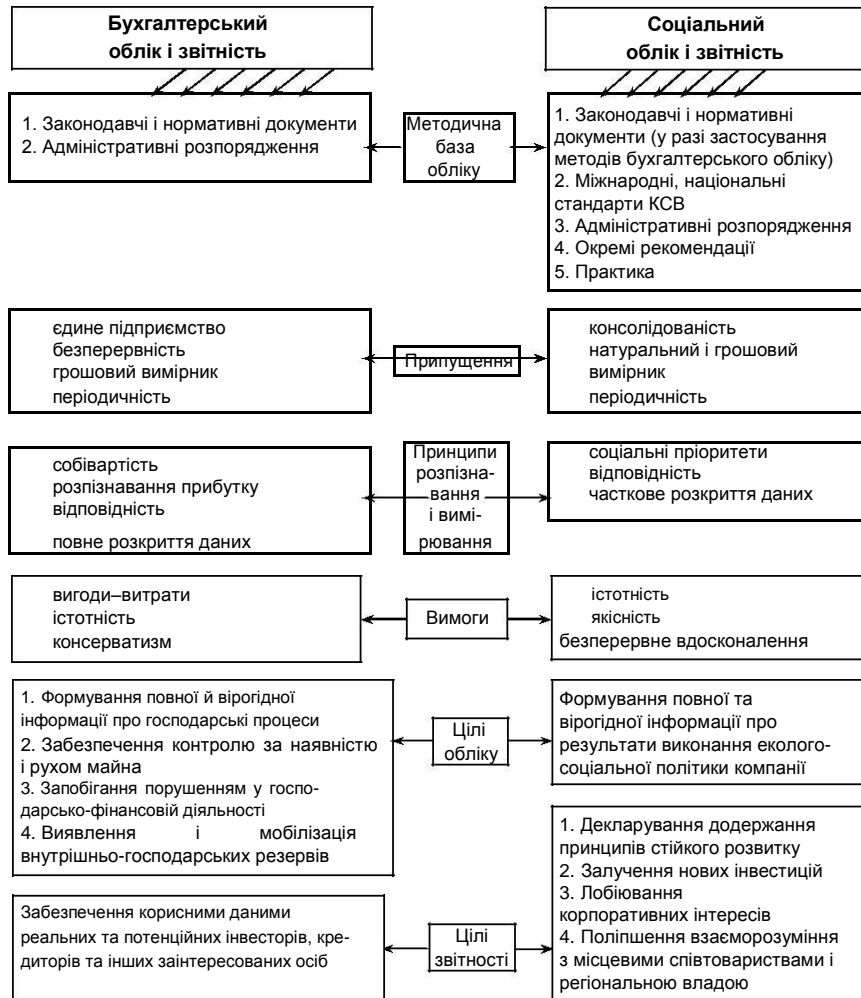 Бухгалтерський
облік і звітність
Соціальний
облік і звітність
1. Законодавчі і нормативні документи
2. Адміністративні розпорядження
Методична
база
обліку
1. Законодавчі і нормативні
документи (у разі застосування
методів бухгалтерського обліку)
2. Міжнародні, національні
стандарти КСВ
3. Адміністративні розпорядження
4. Окремі рекомендації
5. Практика
єдине підприємство
безперервність
грошовий вимірник
періодичність
Припущення
консолідованість
натуральний і грошовий
вимірник
періодичність
собівартість
розпізнавання прибутку
відповідність
повне розкриття даних
Принципи
розпізна-
вання
і вимі-
рювання
соціальні пріоритети
відповідність
часткове розкриття даних
вигоди–витрати
істотність
консерватизм
Вимоги
істотність
якісність
безперервне вдосконалення
1. Формування повної й вірогідної
інформації про господарські процеси
2. Забезпечення контролю за наявністю
і рухом майна
3. Запобігання порушенням у госпо-
дарсько-фінансовій діяльності
4. Виявлення і мобілізація
внутрішньо-господарських резервів
Цілі
обліку
Формування повної та
вірогідної інформації про
результати виконання еколого-
соціальної політики компанії
Забезпечення корисними даними
реальних та потенційних інвесторів, кре-
диторів та інших заінтересованих осіб
Цілі
звітності
1. Декларування додержання
принципів стійкого розвитку
2. Залучення нових інвестицій
3. Лобіювання
корпоративних інтересів
4. Поліпшення взаєморозуміння
з місцевими співтовариствами і
регіональною владою